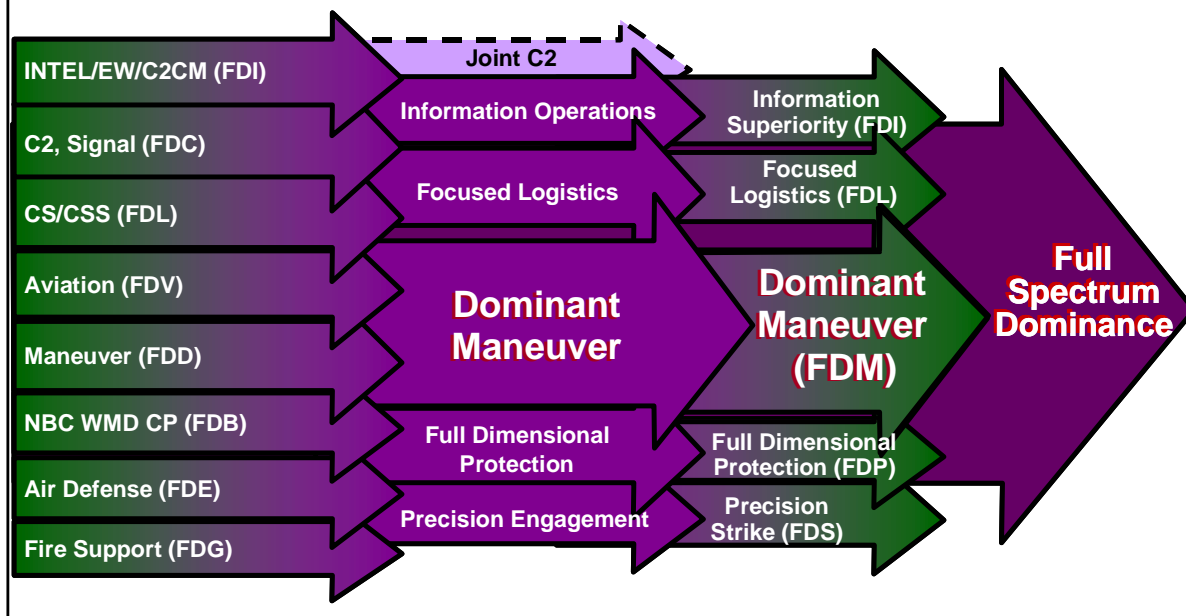 INTEL/EW/C2CM (FDI)
C2, Signal (FDC)
CS/CSS (FDL)
Aviation (FDV)
Maneuver (FDD)
NBC WMD CP (FDB)
Air Defense (FDE)
Fire Support (FDG)
Joint C2
Information Operations
Focused Logistics
Dominant
Maneuver
Full Dimensional
Protection
Precision Engagement
Information
Superiority (FDI)
Focused
Logistics (FDL)
Dominant
Maneuver
(FDM)
Full Dimensional
Protection (FDP)
Precision
Strike (FDS)
Full
Spectrum
Dominance